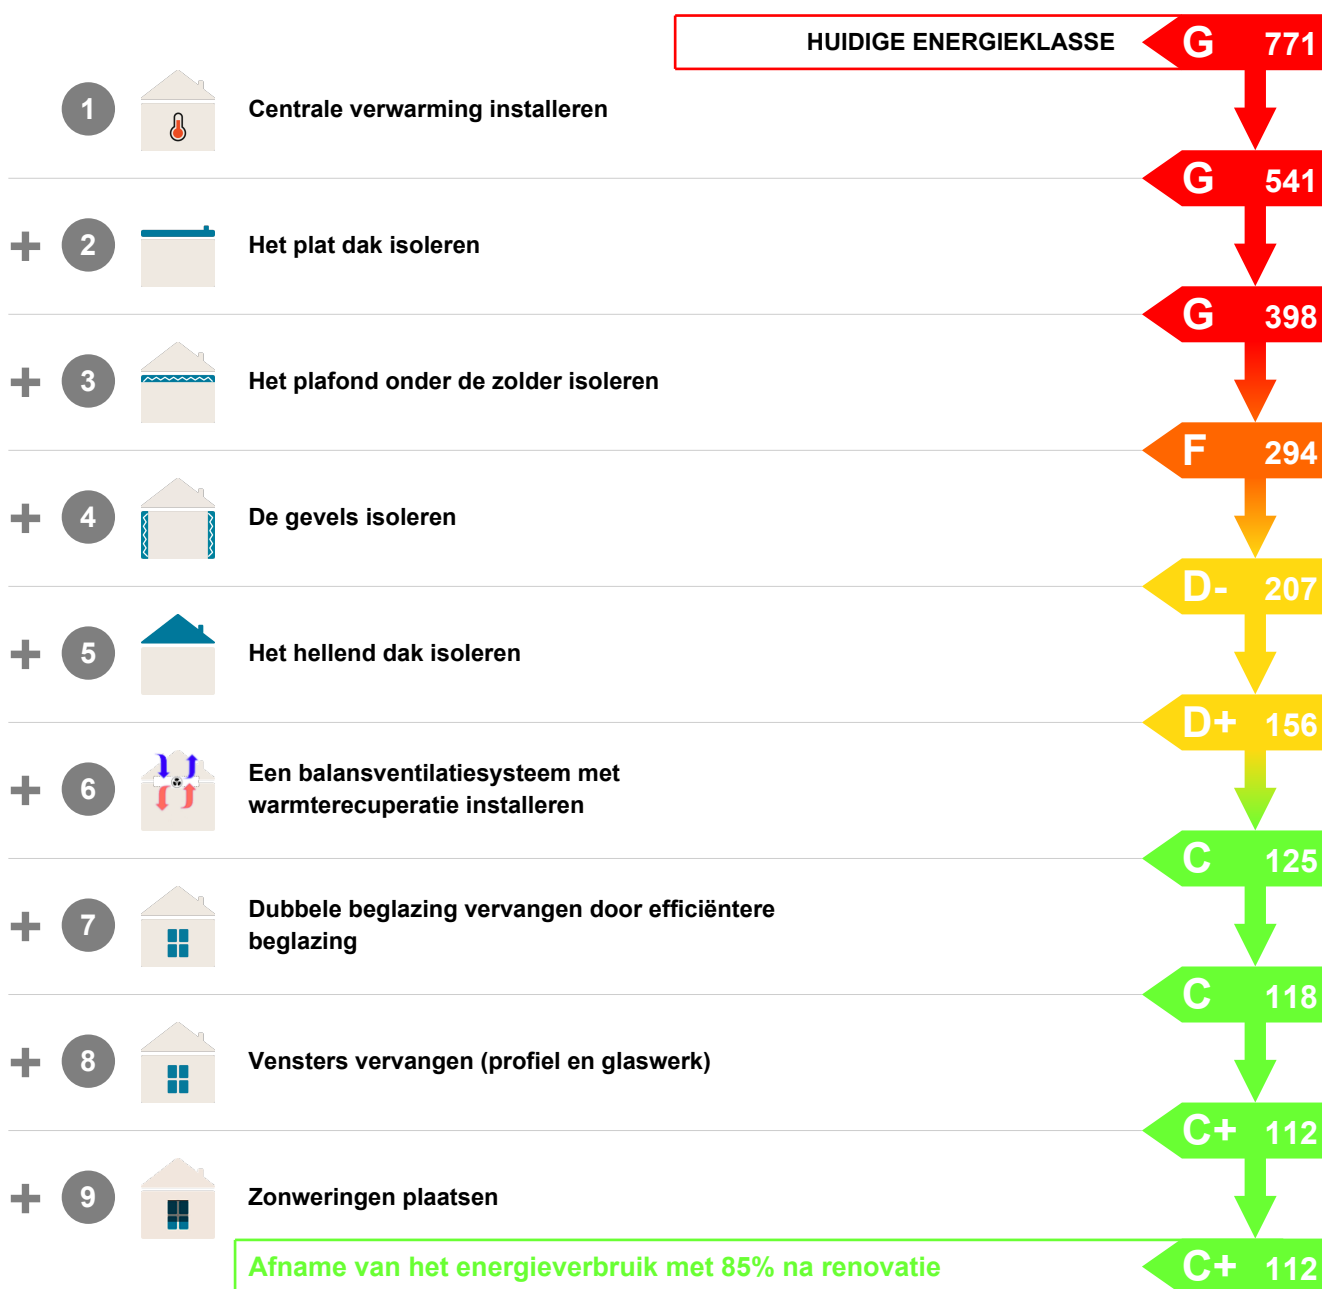 HUIDIGE ENERGIEKLASSE G 771
1 Centrale verwarming installeren
G 541
+ 2 Het plat dak isoleren
G 398
+ 3 Het plafond onder de zolder isoleren
F 294
+ 4 De gevels isoleren
D- 207
+ 5 Het hellend dak isoleren
D+ 156
+ 6 Een balansventilatiesysteem met
warmterecuperatie installeren
C 125
+ 7 Dubbele beglazing vervangen door efficiëntere
beglazing
C 118
+ 8 Vensters vervangen (profiel en glaswerk)
C+ 112
+ 9 Zonweringen plaatsen
Afname van het energieverbruik met 85% na renovatie C+ 112